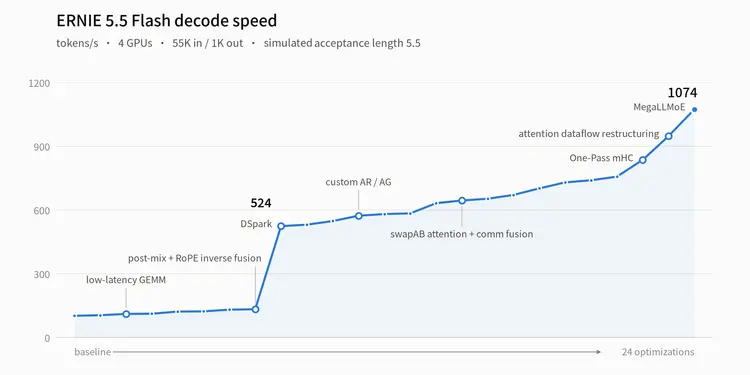 ERNIE 5.5 Flash decode speed
tokens/s • 4 GPUs • 55K in / 1K out • simulated acceptance length 5.5
1200
1074
MegaLLMoE
attention dataflow restructuring
900
One-Pass mHC
custom AR / AG
524
600
DSpark
swapAB attention + comm fusion
post-mix + RoPE inverse fusion
300
low-latency GEMM
0
baseline
24 optimizations